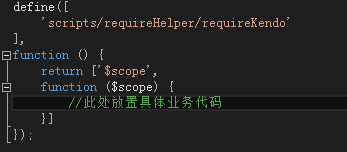 define([
    'scripts/requireHelper/requireKendo'
],
function () {
    return ['$scope',
    function ($scope) {
        //此处放置具体业务代码
    }]
});